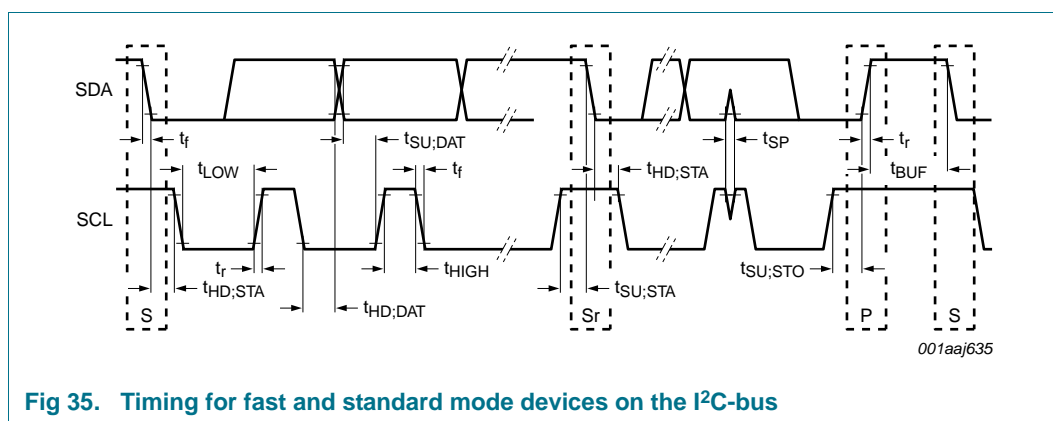 SDA
t_f
t_SU;DAT
t_SP
t_r
t_LOW
t_f
t_HD;STA
t_BUF
SCL
t_r
t_HIGH
t_SU;STO
t_HD;STA
t_SU;STA
t_HD;DAT
S
Sr
P
S
001aaj635
Fig 35. Timing for fast and standard mode devices on the I²C-bus